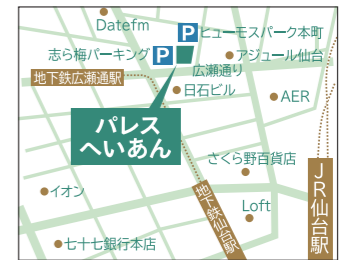 Datefm
P ヒューモスパーク本町
志ら梅パーキング P
アジュール仙台
地下鉄広瀬通駅
広瀬通り
日石ビル
AER
パレス
へいあん
さくら野百貨店
イオン
地下鉄仙台駅
Loft
JR仙台駅
七十七銀行本店